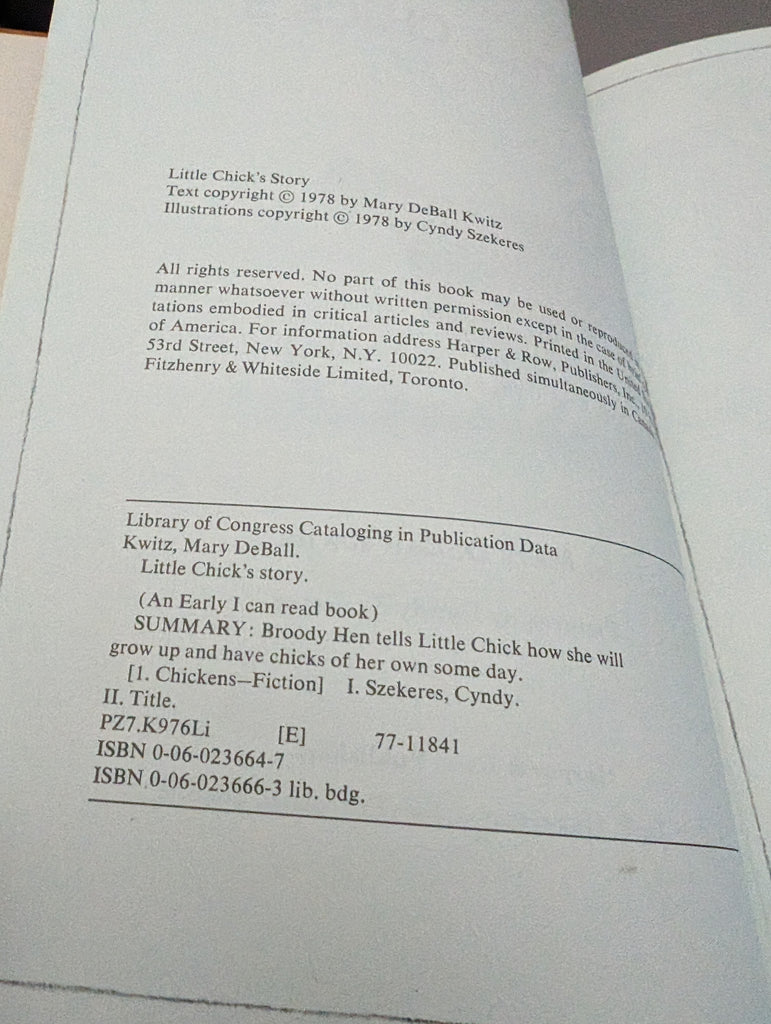 Little Chick's Story
Text copyright © 1978 by Mary DeBall Kwitz
Illustrations copyright © 1978 by Cyndy Szekeres
All rights reserved. No part of this book may be used or reproduced
manner whatsoever without written permission except in the case of
tations embodied in critical articles and reviews. Printed in the United
of America. For information address Harper & Row, Publishers, Inc.,
53rd Street, New York, N.Y. 10022. Published simultaneously in
Fitzhenry & Whiteside Limited, Toronto.
Library of Congress Cataloging in Publication Data
Kwitz, Mary DeBall.
Little Chick's story.
(An Early I can read book)
SUMMARY: Broody Hen tells Little Chick how she will
grow up and have chicks of her own some day.
[1. Chickens—Fiction] I. Szekeres, Cyndy.
II. Title.
PZ7.K976Li [E] 77-11841
ISBN 0-06-023664-7
ISBN 0-06-023666-3 lib. bdg.